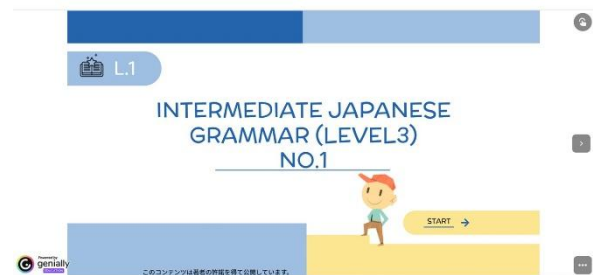 L.1
INTERMEDIATE JAPANESE
GRAMMAR (LEVEL3)
NO.1
START
Powered by
genially
このコンテンツは著者の許諾を得て公開しています。